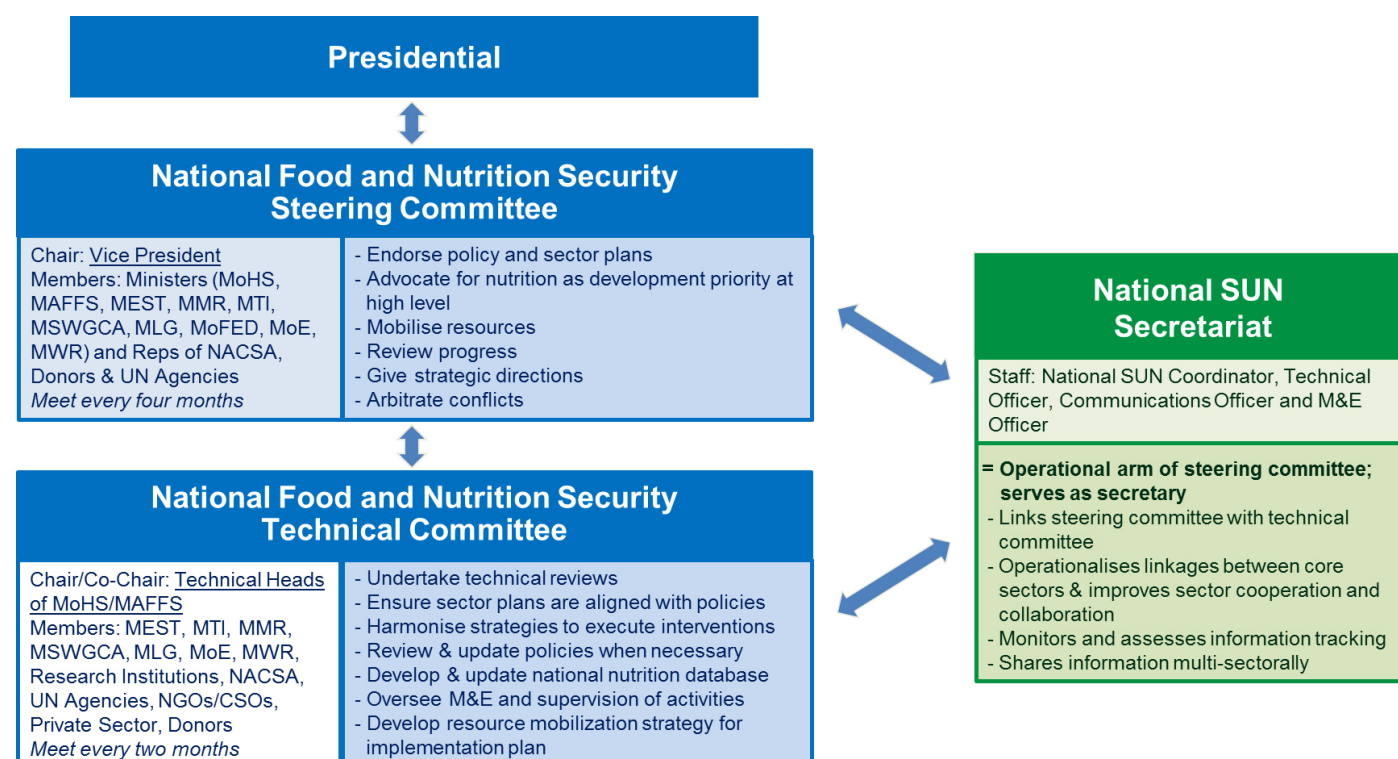 Presidential
National Food and Nutrition Security
Steering Committee
Chair: Vice President
Members: Ministers (MoHS,
MAFFS, MEST, MMR, MTI,
MSWGCA, MLG, MoFED, MoE,
MWR) and Reps of NACSA,
Donors & UN Agencies
Meet every four months
- Endorse policy and sector plans
- Advocate for nutrition as development priority at
high level
- Mobilise resources
- Review progress
- Give strategic directions
- Arbitrate conflicts
National Food and Nutrition Security
Technical Committee
Chair/Co-Chair: Technical Heads
of MoHS/MAFFS
Members: MEST, MTI, MMR,
MSWGCA, MLG, MoE, MWR,
Research Institutions, NACSA,
UN Agencies, NGOs/CSOs,
Private Sector, Donors
Meet every two months
- Undertake technical reviews
- Ensure sector plans are aligned with policies
- Harmonise strategies to execute interventions
- Review & update policies when necessary
- Develop & update national nutrition database
- Oversee M&E and supervision of activities
- Develop resource mobilization strategy for
implementation plan
National SUN
Secretariat
Staff: National SUN Coordinator, Technical
Officer, Communications Officer and M&E
Officer
= Operational arm of steering committee;
serves as secretary
- Links steering committee with technical
committee
- Operationalises linkages between core
sectors & improves sector cooperation and
collaboration
- Monitors and assesses information tracking
- Shares information multi-sectorally